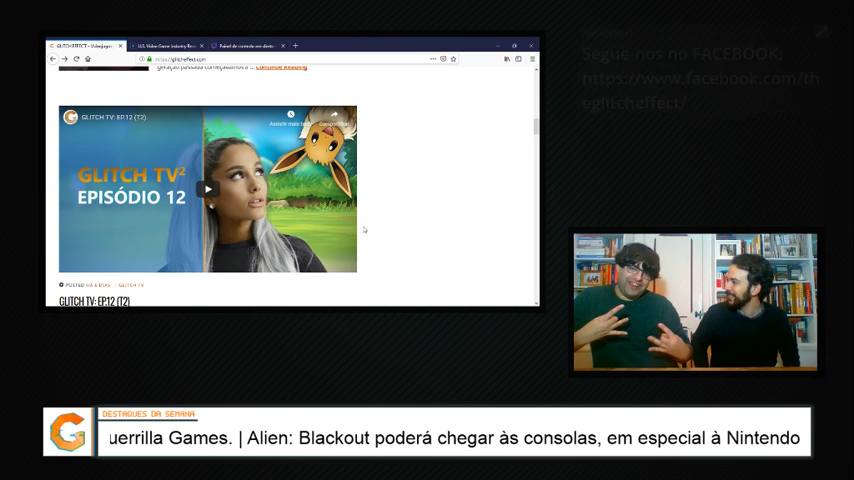 GLITCHEFFECT - Videojogos
U.S. Video Game Industry Rev
Painel de controlo em direto
https://glitcheffect.com
Continue Reading
GLITCH TV: EP.12 (T2)
Assistir mais tarde
GLITCH TV²
EPISÓDIO 12
POSTED HÁ 6 DIAS / GLITCH TV
GLITCH TV: EP.12 (T2)
Segue-nos no FACEBOOK:
https://www.facebook.com/th
eglitcheffect/
DESTAQUES DA SEMANA
uerrilla Games. | Alien: Blackout poderá chegar às consolas, em especial à Nintendo